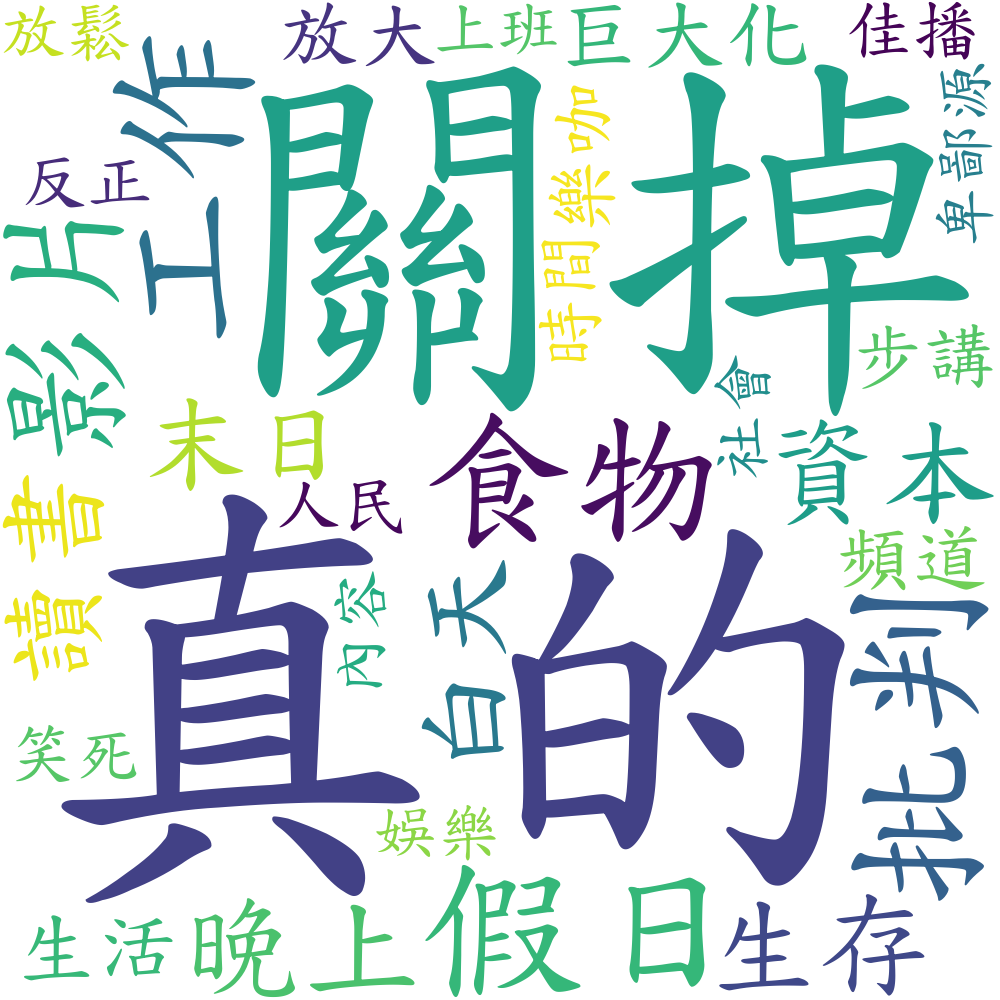 放鬆
放大
上班
巨大化
佳播
工作
關掉
時間樂咖
卑鄙源
反正
影片
步講
社會
末日
食物
資本
人民
讀書
真的
內容
白天
頻道
批判
笑死
娛樂
生活
晚上
假日
生存